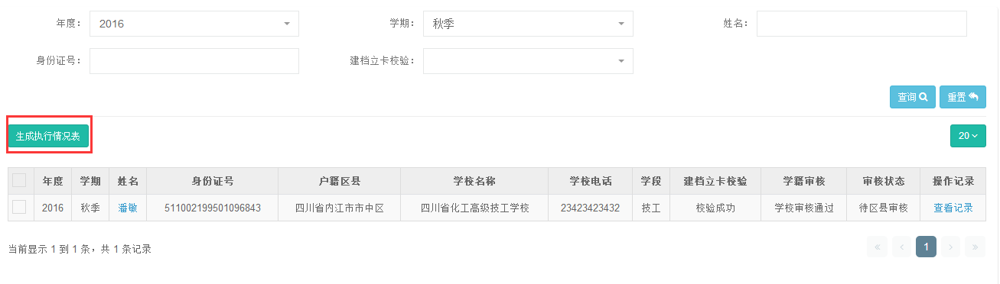 年度： 2016 学期： 秋季 姓名：
身份证号： 建档立卡校验：
查询 重置
生成执行情况表 20
年度 学期 姓名 身份证号 户籍区县 学校名称 学校电话 学段 建档立卡校验 学籍审核 审核状态 操作记录
2016 秋季 潘敏 511002199501096843 四川省内江市市中区 四川省化工高级技工学校 23423423432 技工 校验成功 学校审核通过 待区县审核 查看记录
当前显示 1 到 1 条，共 1 条记录 « ‹ 1 › »